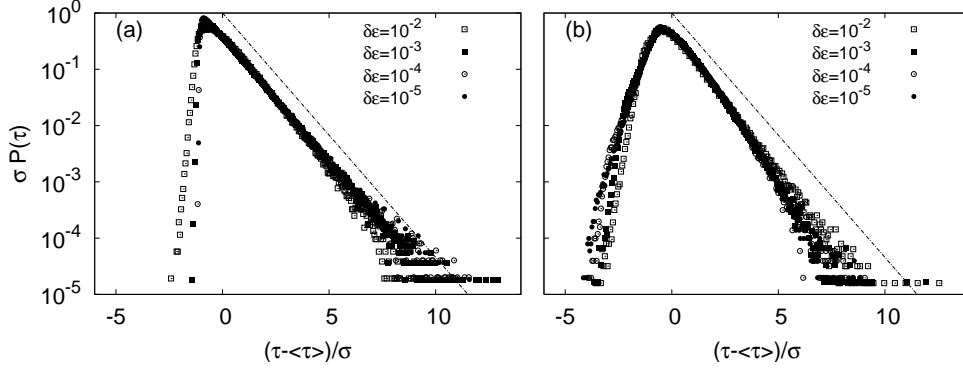 (a)
δε=10⁻²
δε=10⁻³
δε=10⁻⁴
δε=10⁻⁵
10⁰
10⁻¹
10⁻²
10⁻³
10⁻⁴
10⁻⁵
σ P(τ)
-5 0 5 10
(τ-<τ>)/σ
(b)
δε=10⁻²
δε=10⁻³
δε=10⁻⁴
δε=10⁻⁵
-5 0 5 10
(τ-<τ>)/σ